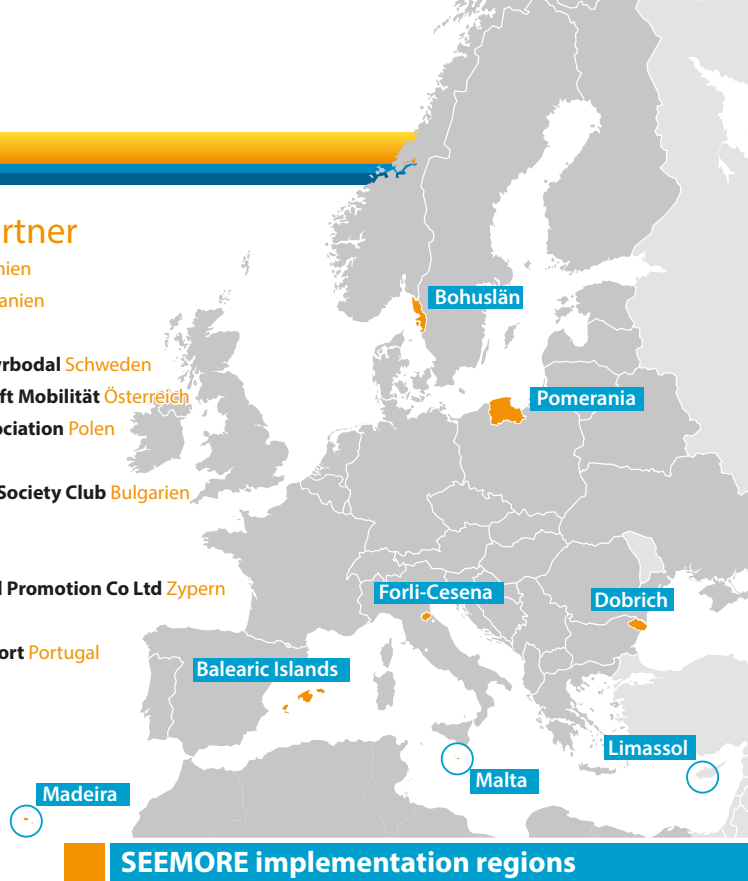 rtner
nien
anien
yrbodal Schweden
ft Mobilität Österreich
ociation Polen
Society Club Bulgarien
l Promotion Co Ltd Zypern
ort Portugal
Bohuslän
Pomerania
Forli-Cesena
Dobrich
Balearic Islands
Limassol
Malta
Madeira
SEEMORE implementation regions